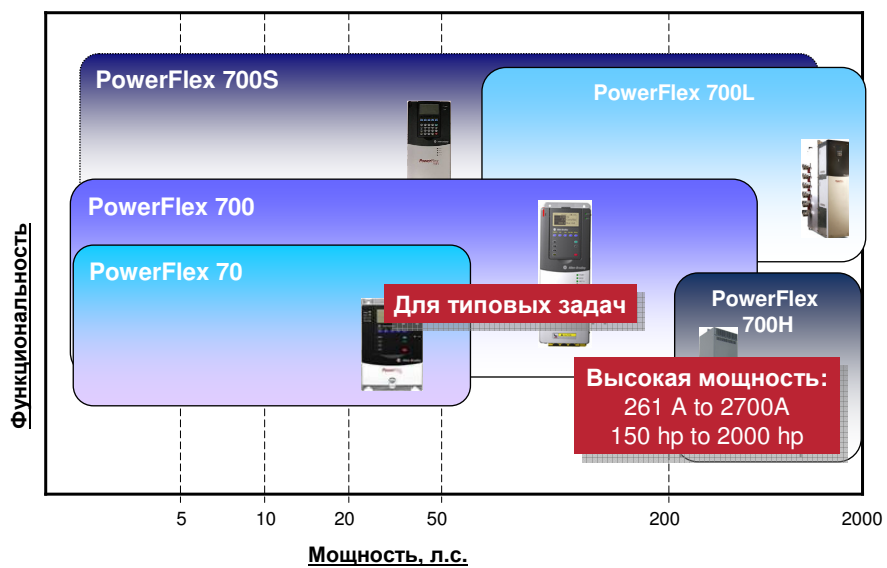 PowerFlex 700S
PowerFlex 700L
PowerFlex 700
PowerFlex 70
Для типовых задач
PowerFlex
700H
Высокая мощность:
261 A to 2700A
150 hp to 2000 hp
Функциональность
5 10 20 50 200 2000
Мощность, л.с.